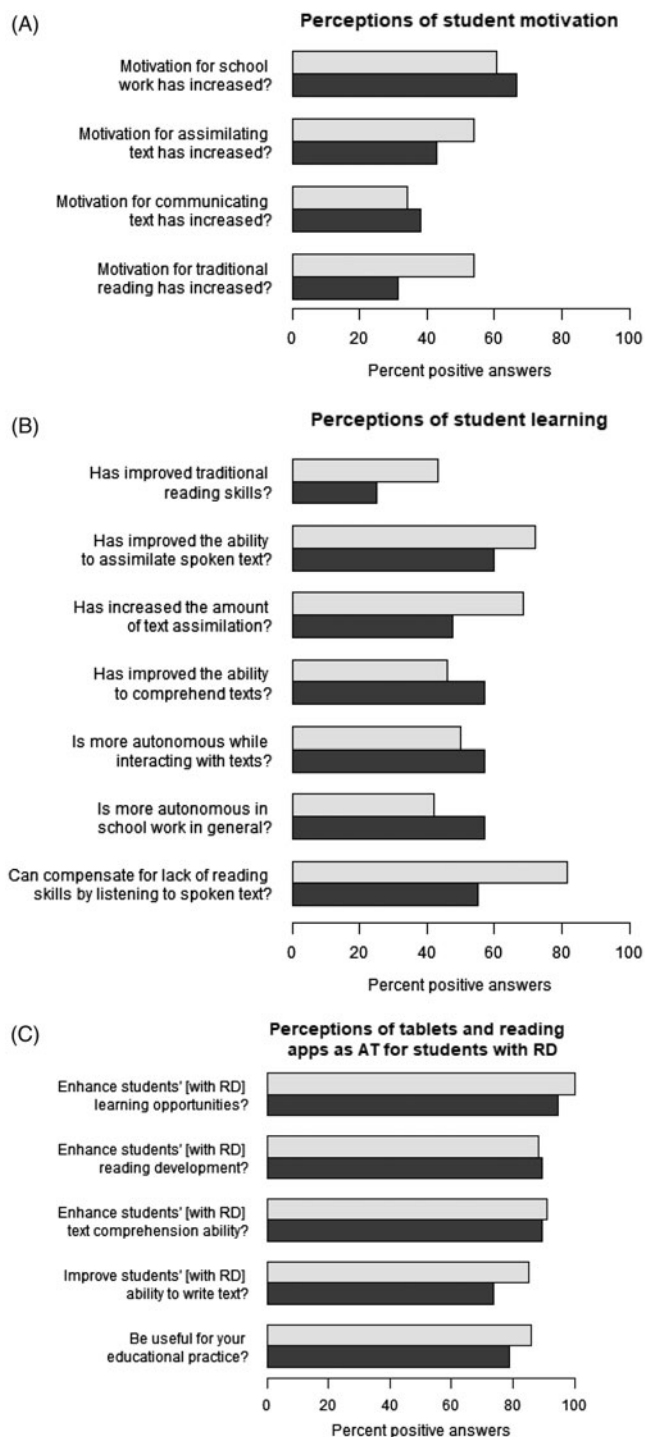 (A)
Perceptions of student motivation
Motivation for school
work has increased?
Motivation for assimilating
text has increased?
Motivation for communicating
text has increased?
Motivation for traditional
reading has increased?
0 20 40 60 80 100
Percent positive answers
(B)
Perceptions of student learning
Has improved traditional
reading skills?
Has improved the ability
to assimilate spoken text?
Has increased the amount
of text assimilation?
Has improved the ability
to comprehend texts?
Is more autonomous while
interacting with texts?
Is more autonomous in
school work in general?
Can compensate for lack of reading
skills by listening to spoken text?
0 20 40 60 80 100
Percent positive answers
(C)
Perceptions of tablets and reading
apps as AT for students with RD
Enhance students' [with RD]
learning opportunities?
Enhance students' [with RD]
reading development?
Enhance students' [with RD]
text comprehension ability?
Improve students' [with RD]
ability to write text?
Be useful for your
educational practice?
0 20 40 60 80 100
Percent positive answers